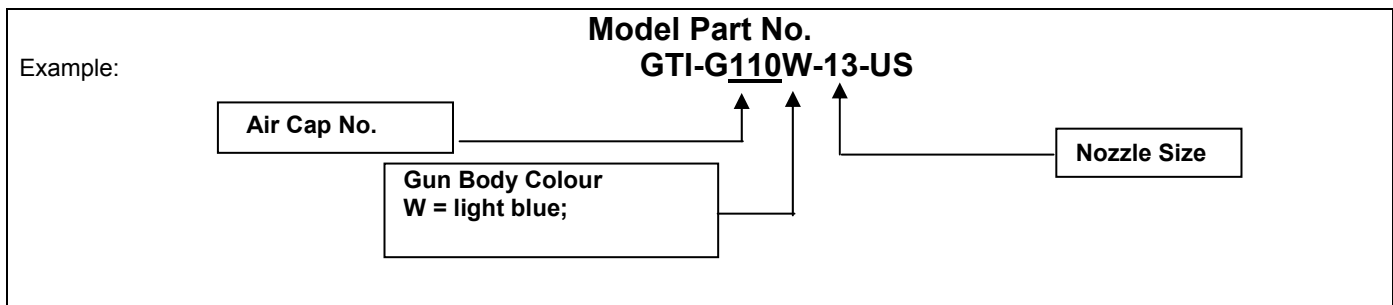 Model Part No.
Example: GTI-G110W-13-US
Air Cap No.
Nozzle Size
Gun Body Colour
W = light blue;